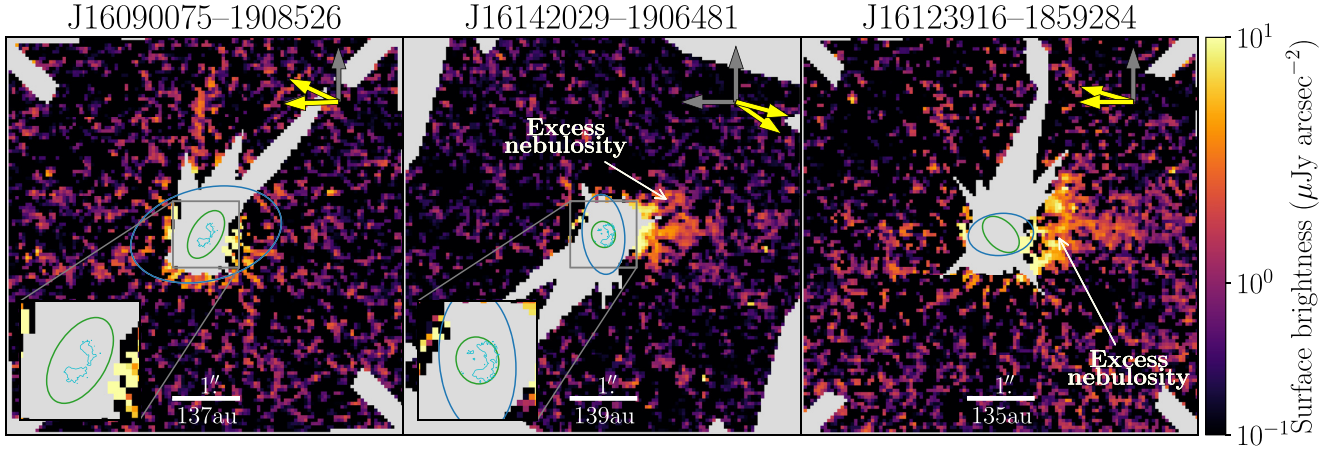 J16090075–1908526
J16142029–1906481
J16123916–1859284
Excess
nebulosity
Excess
nebulosity
1″.
137au
1″.
139au
1″.
135au
10¹
10⁰
10⁻¹
Surface brightness (μJy arcsec⁻²)